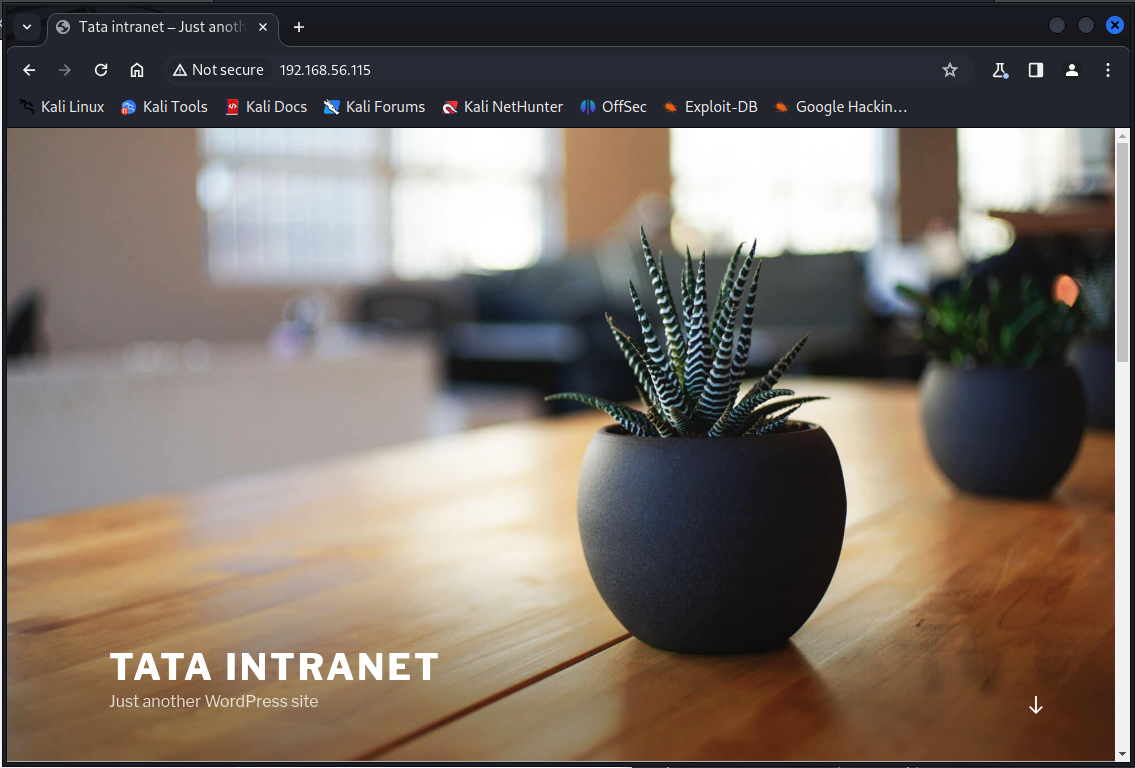 Tata intranet – Just anoth
Not secure 192.168.56.115
Kali Linux Kali Tools Kali Docs Kali Forums Kali NetHunter OffSec Exploit-DB Google Hackin…
TATA INTRANET
Just another WordPress site